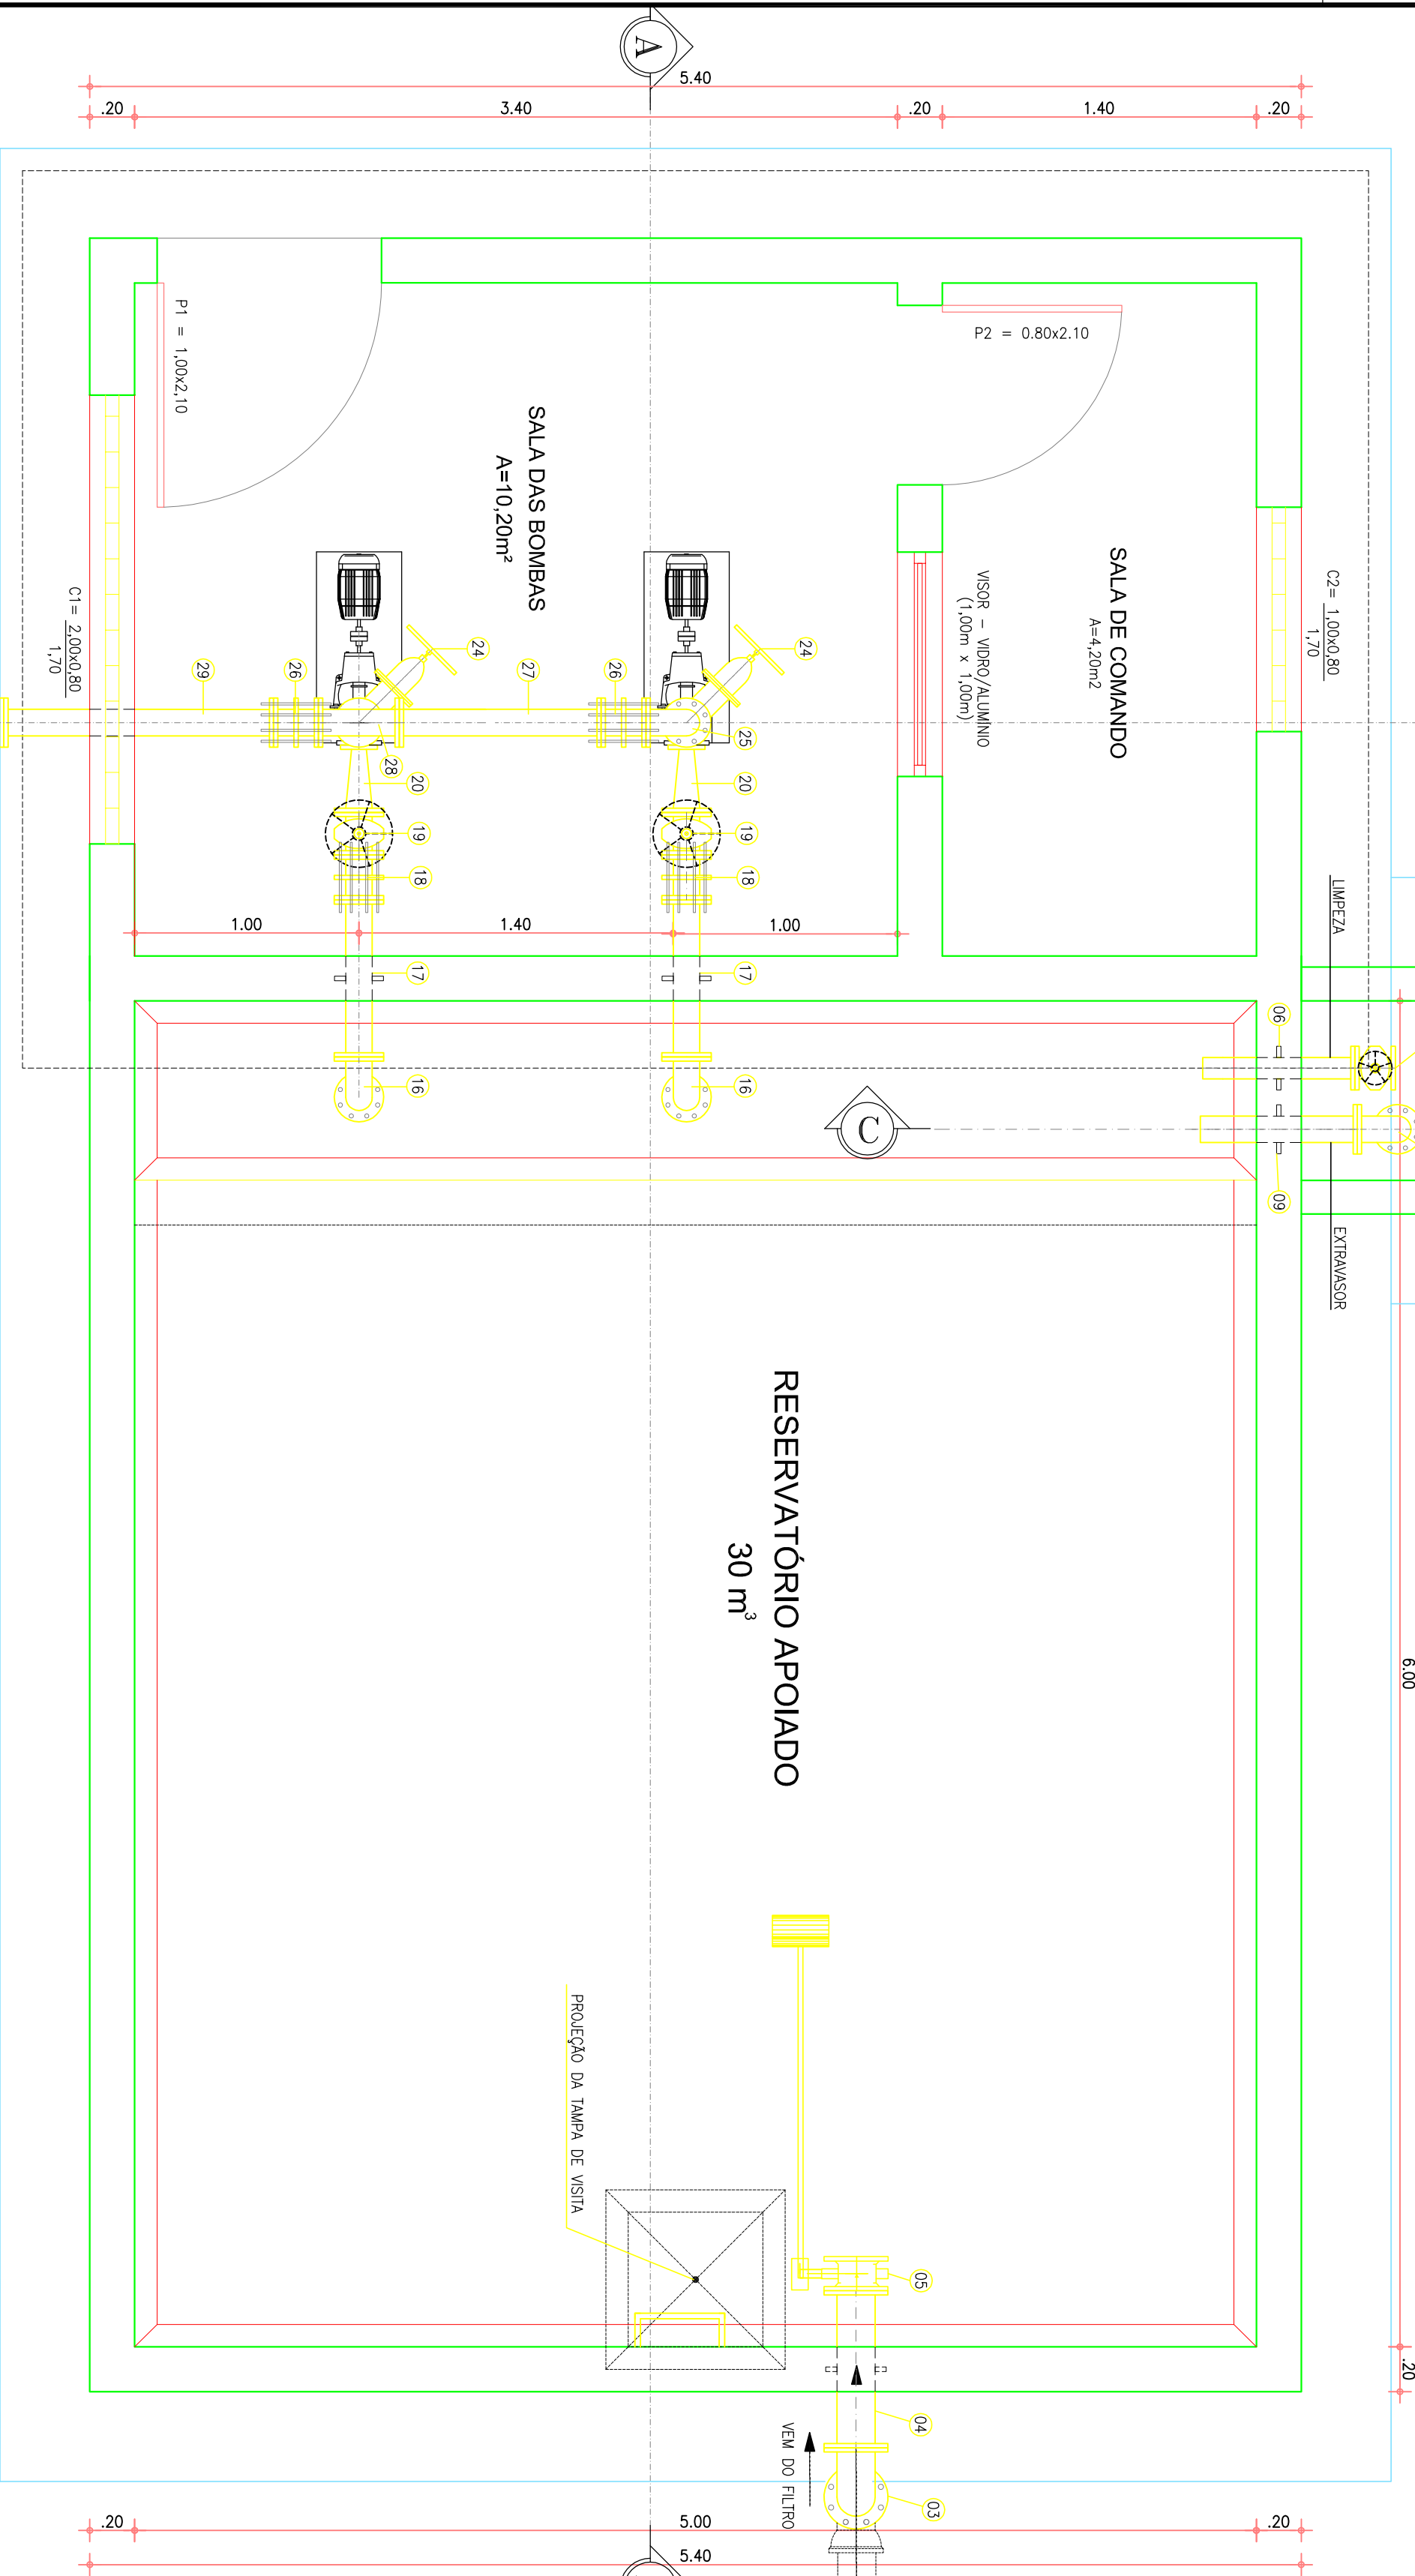 A
5.40
.20
3.40
.20
1.40
.20
P1 = 1,00x2,10
P2 = 0.80x2.10
SALA DAS BOMBAS
A=10,20m²
SALA DE COMANDO
A=4,20m2
VISOR - VIDRO/ALUMÍNIO
(1,00m x 1,00m)
C2= 1,00x0,80
1,70
C1= 2,00x0,80
1,70
24
24
29
26
27
26
25
28
20
20
19
19
18
18
1.00
1.40
1.00
17
17
16
16
LIMPEZA
06
C
09
EXTRAVASOR
RESERVATÓRIO APOIADO
30 m³
6.00
PROJEÇÃO DA TAMPA DE VISITA
05
.20
04
VEM DO FILTRO
03
.20
5.00
.20
5.40